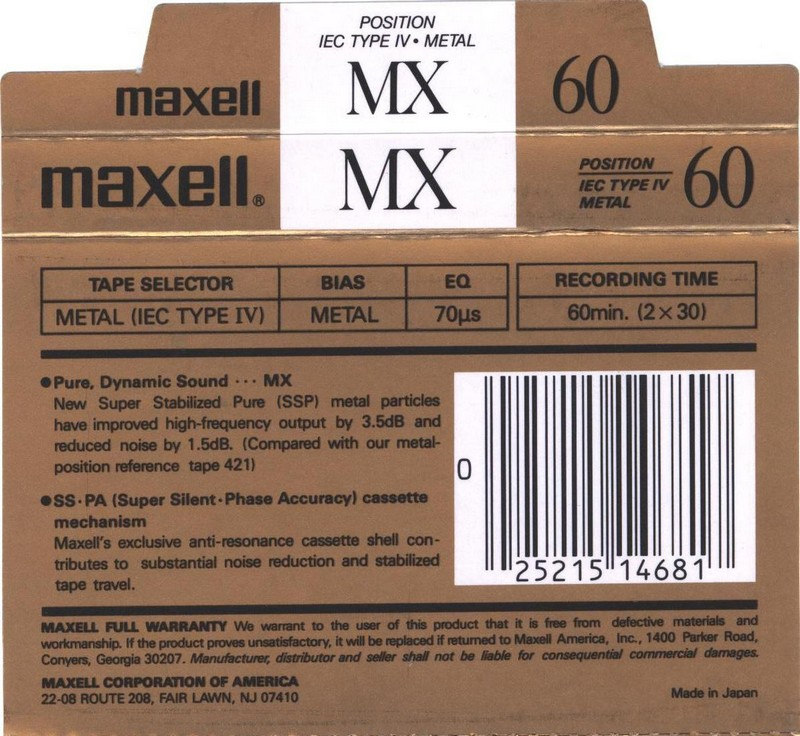 POSITION
IEC TYPE IV • METAL
maxell MX 60
maxell® MX POSITION IEC TYPE IV METAL 60
TAPE SELECTOR BIAS EQ RECORDING TIME
METAL (IEC TYPE IV) METAL 70µs 60min. (2 × 30)
●Pure, Dynamic Sound ··· MX
New Super Stabilized Pure (SSP) metal particles
have improved high-frequency output by 3.5dB and
reduced noise by 1.5dB. (Compared with our metal-
position reference tape 421)
●SS·PA (Super Silent·Phase Accuracy) cassette
mechanism
Maxell's exclusive anti-resonance cassette shell con-
tributes to substantial noise reduction and stabilized
tape travel.
0 25215 14681
MAXELL FULL WARRANTY We warrant to the user of this product that it is free from defective materials and
workmanship. If the product proves unsatisfactory, it will be replaced if returned to Maxell America, Inc., 1400 Parker Road,
Conyers, Georgia 30207. Manufacturer, distributor and seller shall not be liable for consequential commercial damages.
MAXELL CORPORATION OF AMERICA
22-08 ROUTE 208, FAIR LAWN, NJ 07410
Made in Japan